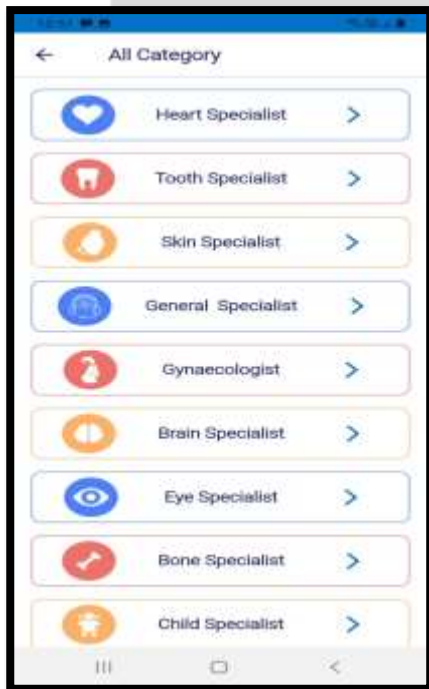 All Category
Heart Specialist
Tooth Specialist
Skin Specialist
General Specialist
Gynaecologist
Brain Specialist
Eye Specialist
Bone Specialist
Child Specialist